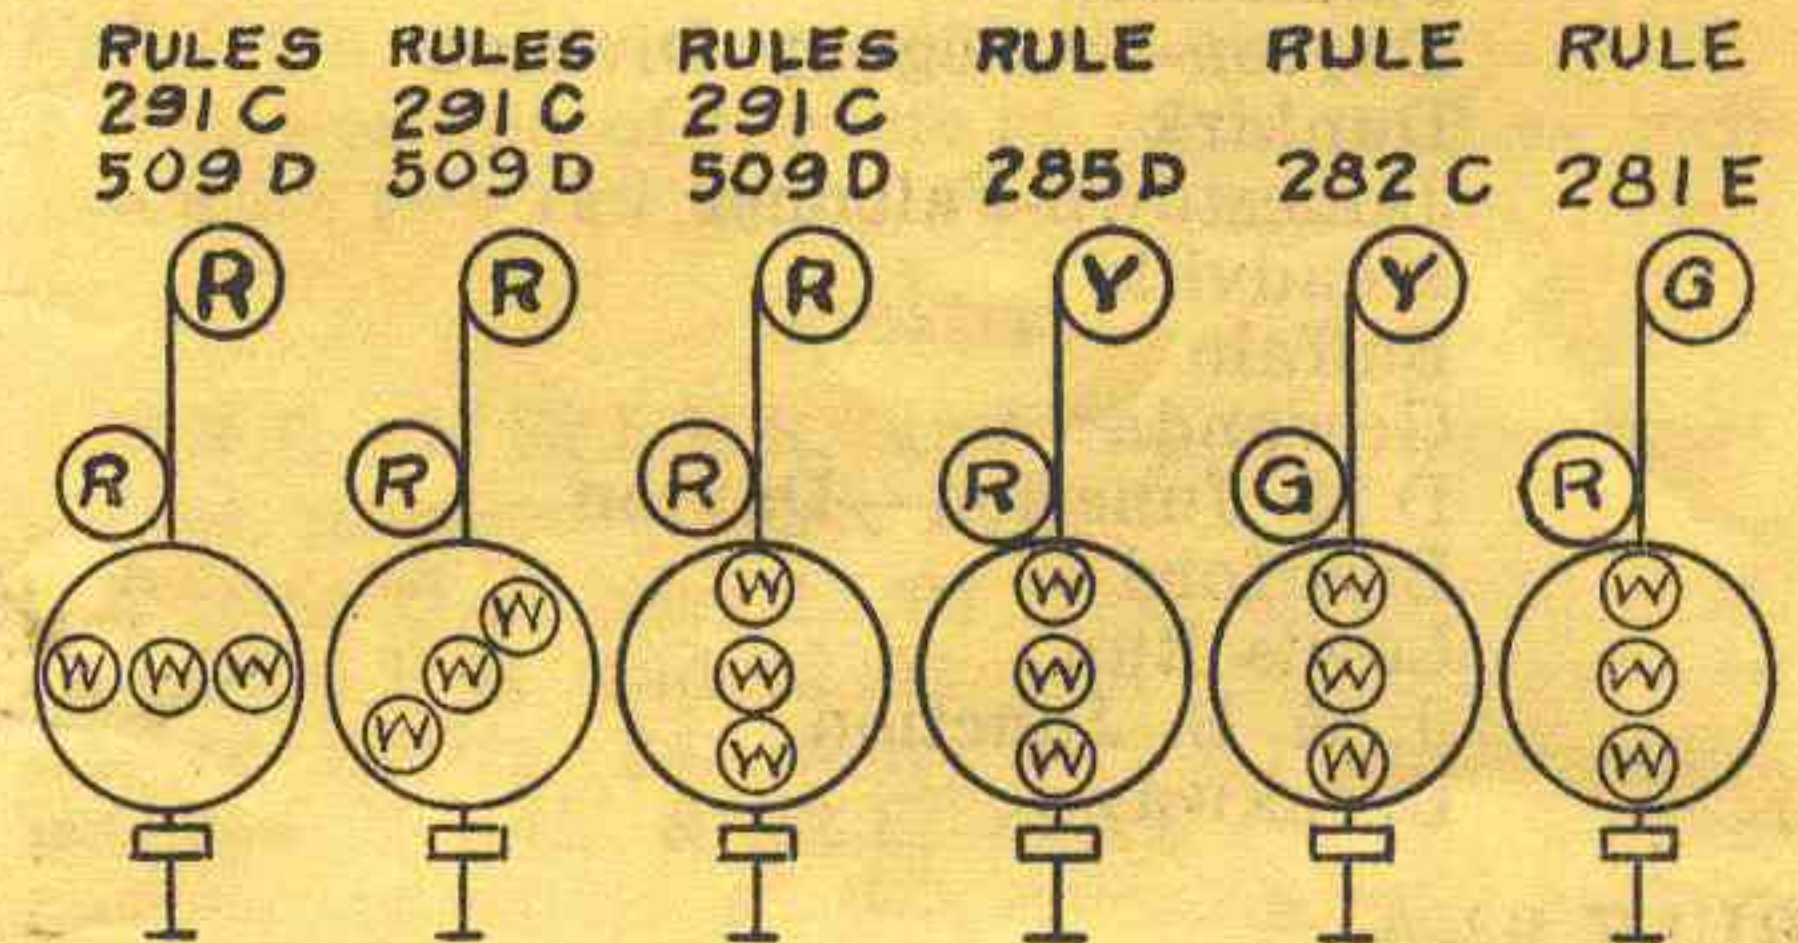 RULES RULES RULES RULE RULE RULE
291 C 291 C 291 C
509 D 509 D 509 D 285 D 282 C 281 E
R R R Y Y G
R R R R G R
W W W W W W W W W W W W W W W W W W